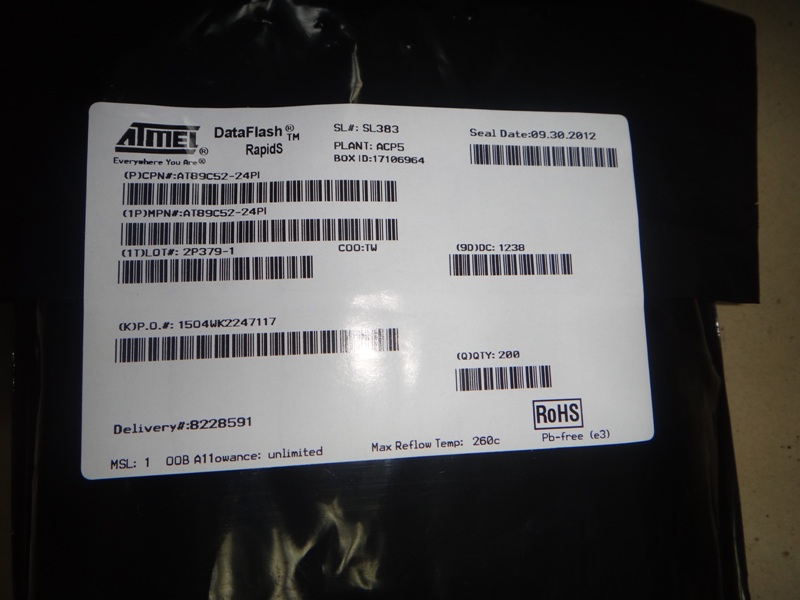 ATMEL®
Everywhere You Are®
DataFlash® ™
RapidS
SL#: SL383
PLANT: ACP5
BOX ID:17106964
Seal Date:09.30.2012
(P)CPN#:AT89C52-24PI
(1P)MPN#:AT89C52-24PI
(1T)LOT#: 2P379-1
COO:TW
(9D)DC: 1238
(K)P.O.#: 1504WK2247117
(Q)QTY: 200
Delivery#:8228591
RoHS
Pb-free (e3)
MSL: 1 OOB A11owance: unlimited
Max Reflow Temp: 260c